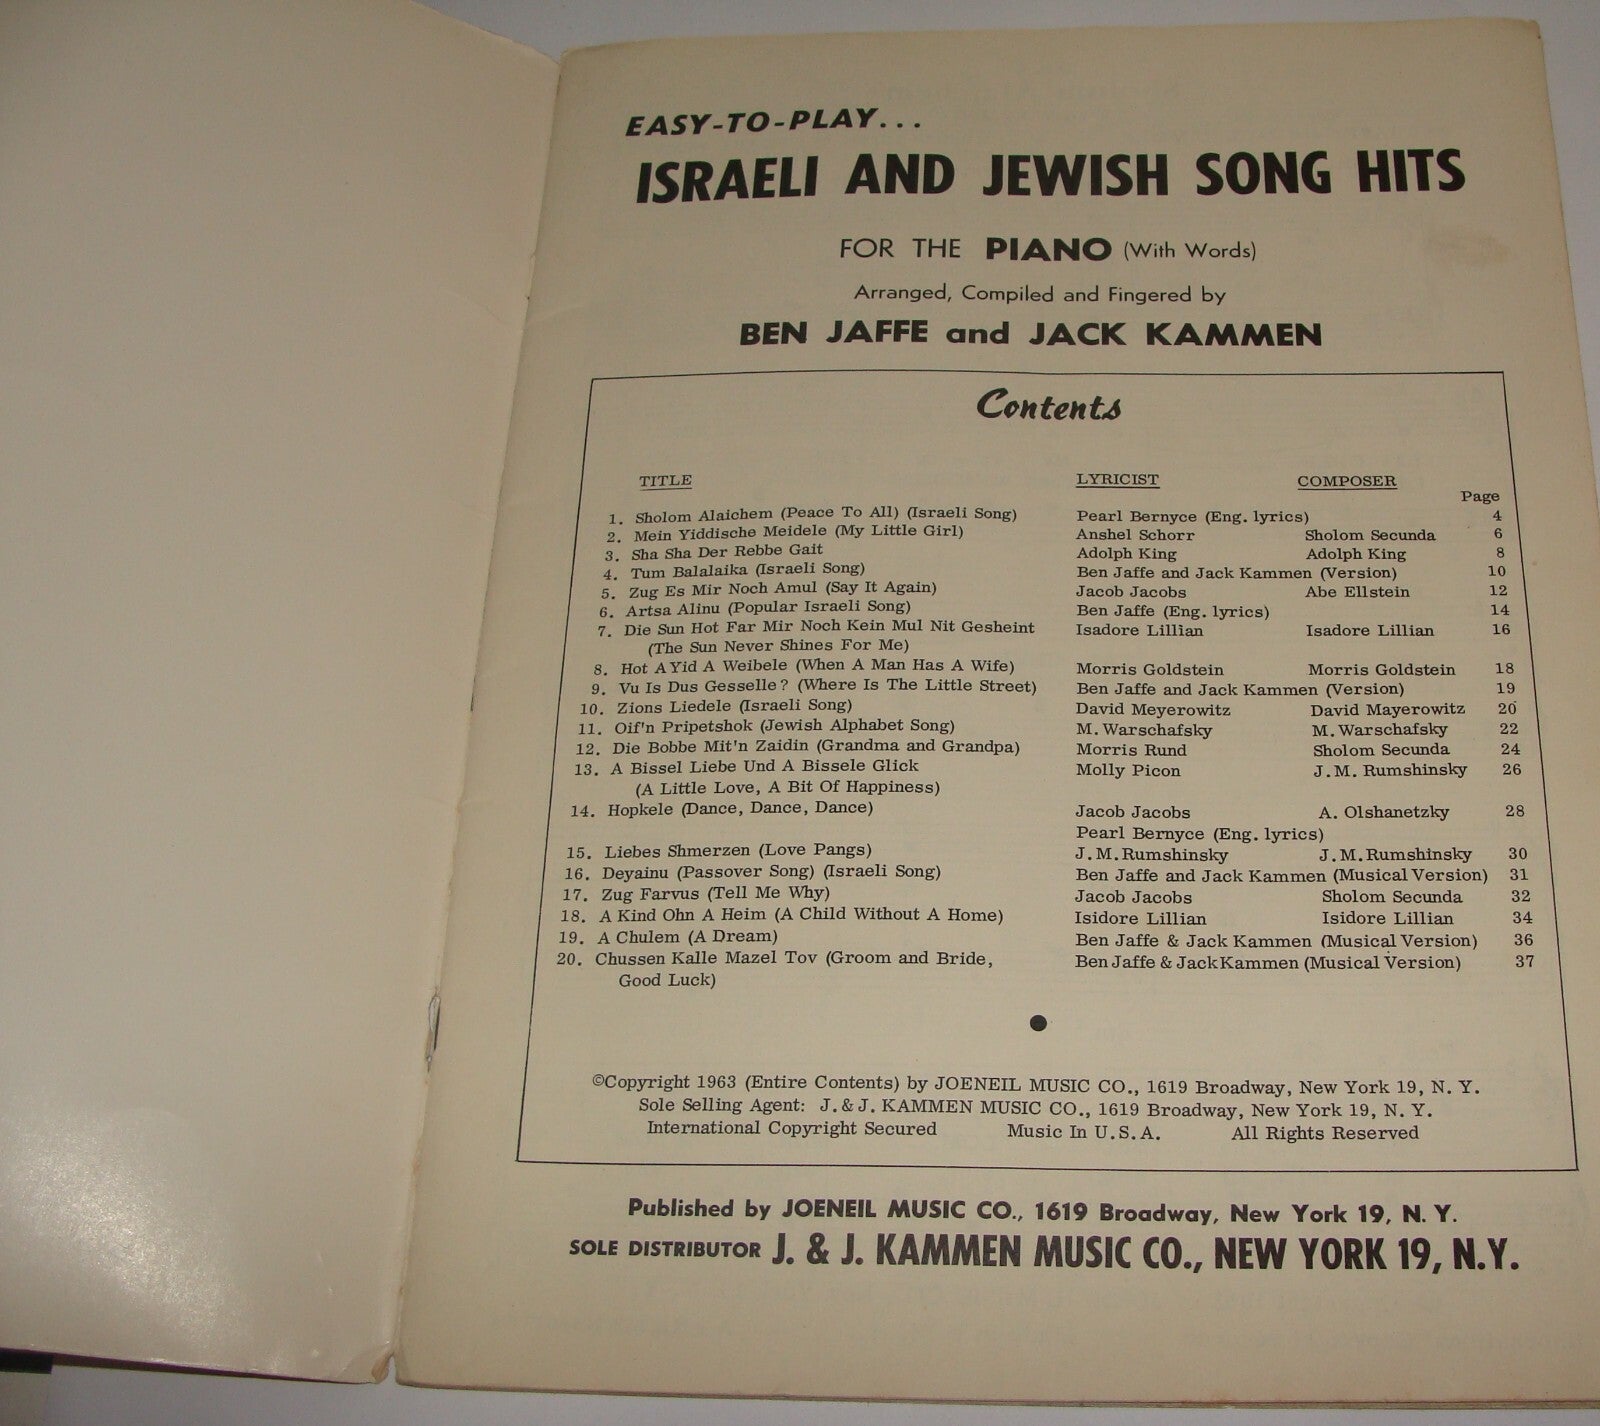 EASY-TO-PLAY...
ISRAELI AND JEWISH SONG HITS
FOR THE PIANO (With Words)
Arranged, Compiled and Fingered by
BEN JAFFE and JACK KAMMEN
Contents
TITLE LYRICIST COMPOSER
Page
1. Sholom Alaichem (Peace To All) (Israeli Song) Pearl Bernyce (Eng. lyrics) 4
2. Mein Yiddische Meidele (My Little Girl) Anshel Schorr Sholom Secunda 6
3. Sha Sha Der Rebbe Gait Adolph King Adolph King 8
4. Tum Balalaika (Israeli Song) Ben Jaffe and Jack Kammen (Version) 10
5. Zug Es Mir Noch Amul (Say It Again) Jacob Jacobs Abe Ellstein 12
6. Artsa Alinu (Popular Israeli Song) Ben Jaffe (Eng. lyrics) 14
7. Die Sun Hot Far Mir Noch Kein Mul Nit Gesheint Isadore Lillian Isadore Lillian 16
(The Sun Never Shines For Me)
8. Hot A Yid A Weibele (When A Man Has A Wife) Morris Goldstein Morris Goldstein 18
9. Vu Is Dus Gesselle? (Where Is The Little Street) Ben Jaffe and Jack Kammen (Version) 19
10. Zions Liedele (Israeli Song) David Meyerowitz David Mayerowitz 20
11. Oif'n Pripetshok (Jewish Alphabet Song) M. Warschafsky M. Warschafsky 22
12. Die Bobbe Mit'n Zaidin (Grandma and Grandpa) Morris Rund Sholom Secunda 24
13. A Bissel Liebe Und A Bissele Glick Molly Picon J.M. Rumshinsky 26
(A Little Love, A Bit Of Happiness)
14. Hopkele (Dance, Dance, Dance) Jacob Jacobs A. Olshanetzky 28
Pearl Bernyce (Eng. lyrics)
15. Liebes Shmerzen (Love Pangs) J.M. Rumshinsky J.M. Rumshinsky 30
16. Deyainu (Passover Song) (Israeli Song) Ben Jaffe and Jack Kammen (Musical Version) 31
17. Zug Farvus (Tell Me Why) Jacob Jacobs Sholom Secunda 32
18. A Kind Ohn A Heim (A Child Without A Home) Isidore Lillian Isidore Lillian 34
19. A Chulem (A Dream) Ben Jaffe & Jack Kammen (Musical Version) 36
20. Chussen Kalle Mazel Tov (Groom and Bride, Ben Jaffe & Jack Kammen (Musical Version) 37
Good Luck)
©Copyright 1963 (Entire Contents) by JOENEIL MUSIC CO., 1619 Broadway, New York 19, N. Y.
Sole Selling Agent: J. & J. KAMMEN MUSIC CO., 1619 Broadway, New York 19, N. Y.
International Copyright Secured Music In U.S.A. All Rights Reserved
Published by JOENEIL MUSIC CO., 1619 Broadway, New York 19, N. Y.
SOLE DISTRIBUTOR J. & J. KAMMEN MUSIC CO., NEW YORK 19, N.Y.